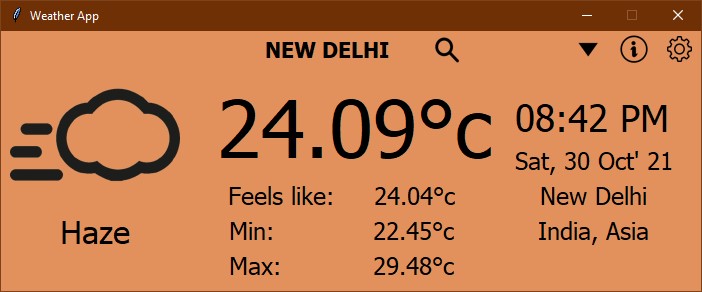 Weather App
NEW DELHI
24.09°c
08:42 PM
Sat, 30 Oct' 21
Feels like: 24.04°c
New Delhi
Haze
Min: 22.45°c
India, Asia
Max: 29.48°c